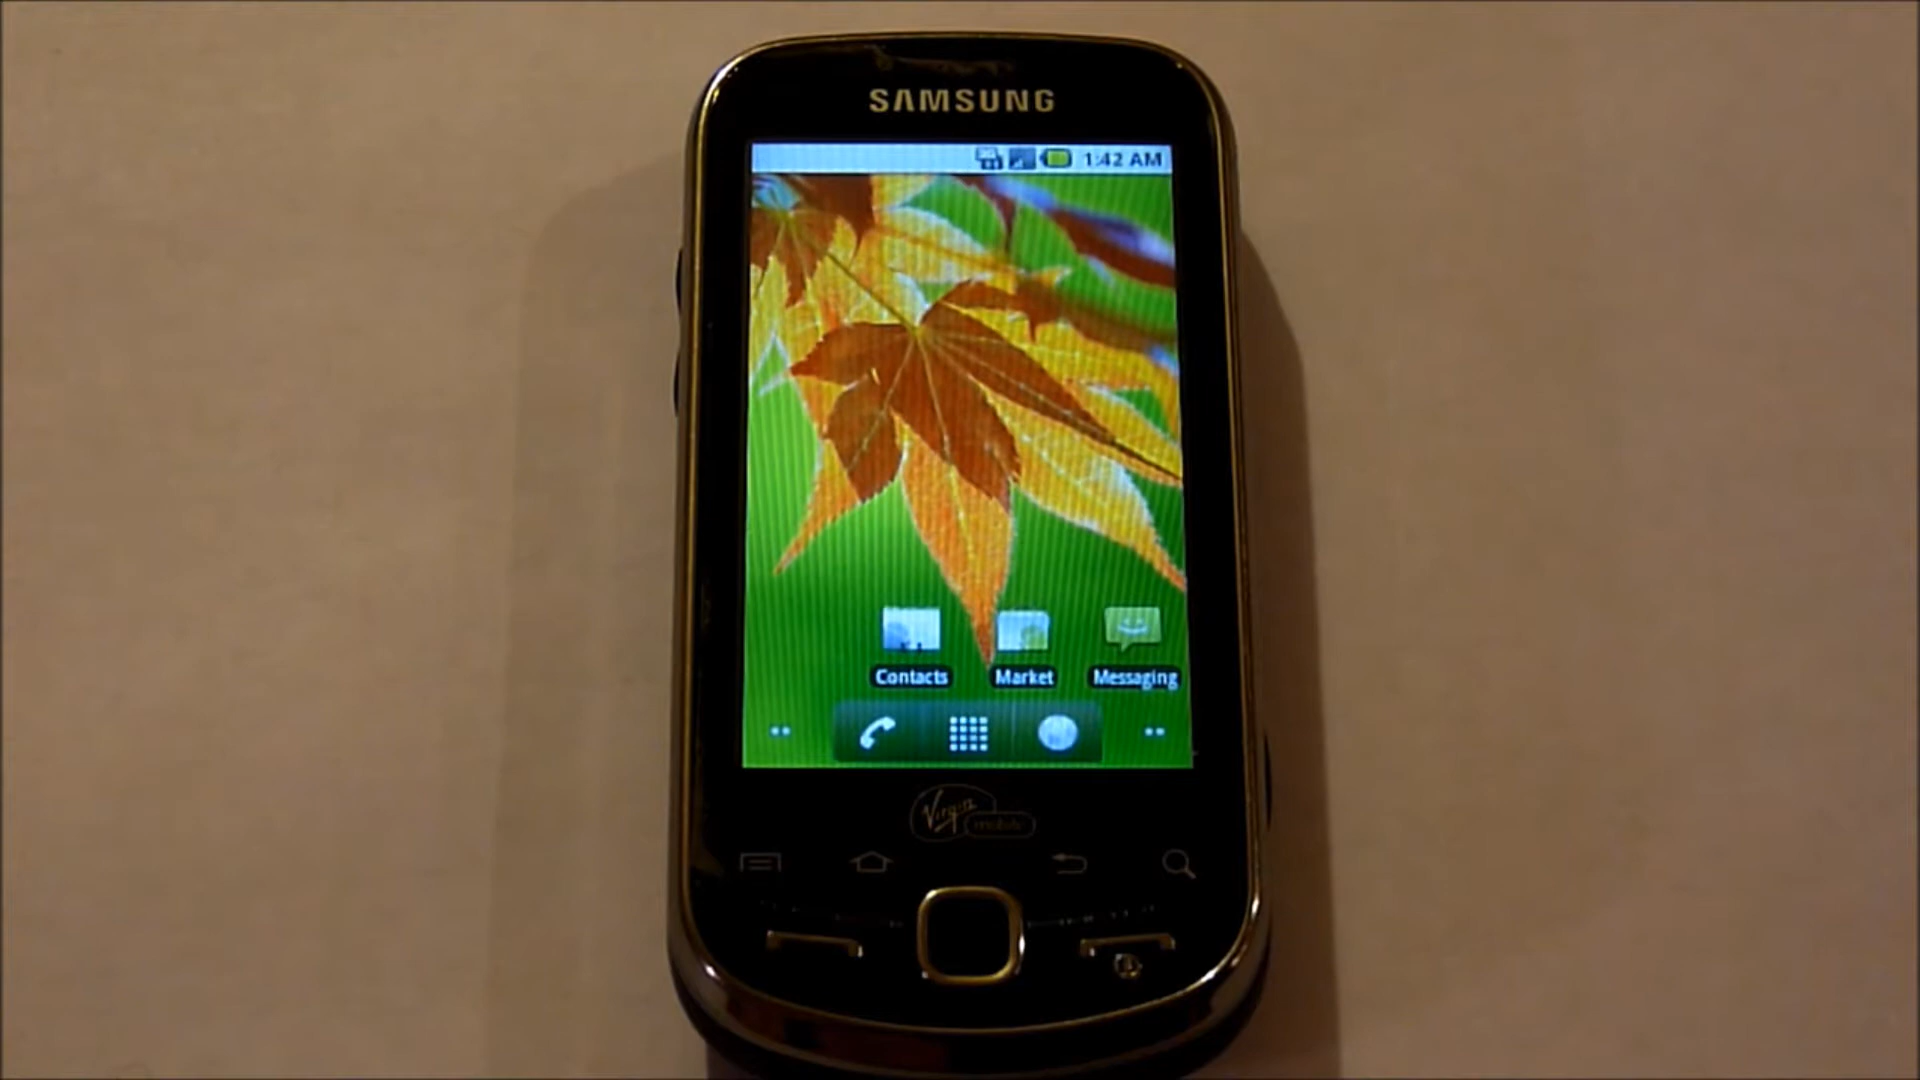 SAMSUNG
1:42 AM
Contacts Market Messaging
Virgin
mobile